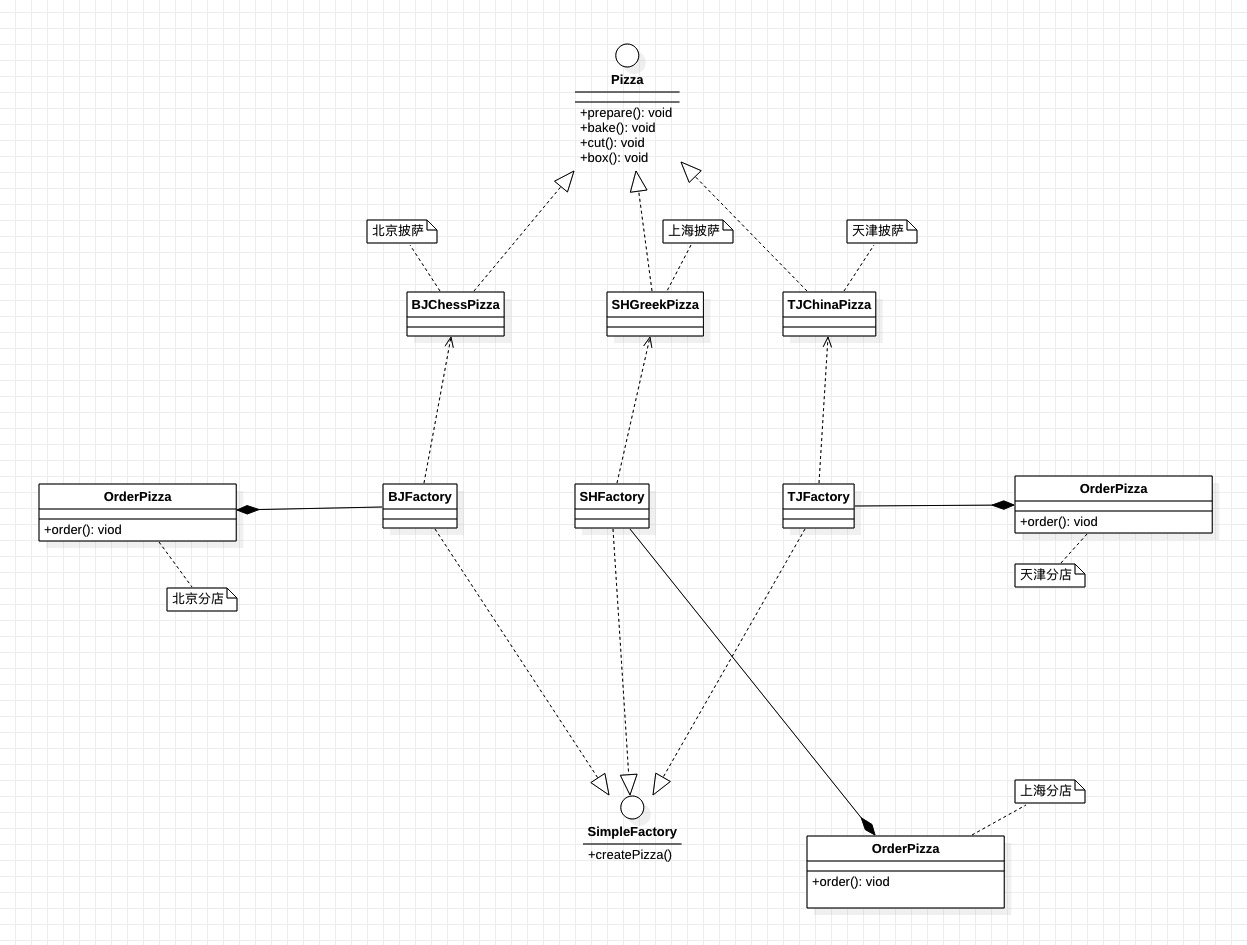 Pizza
+prepare(): void
+bake(): void
+cut(): void
+box(): void
北京披萨
上海披萨
天津披萨
BJChessPizza
SHGreekPizza
TJChinaPizza
OrderPizza
+order(): viod
BJFactory
SHFactory
TJFactory
OrderPizza
+order(): viod
北京分店
天津分店
SimpleFactory
+createPizza()
上海分店
OrderPizza
+order(): viod